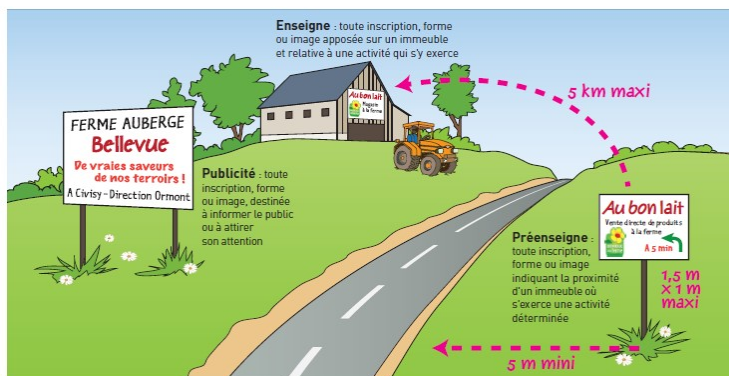 Enseigne : toute inscription, forme
ou image apposée sur un immeuble
et relative à une activité qui s'y exerce
5 km maxi
Au bon lait
Magasin
à la ferme
FERME AUBERGE
Bellevue
De vraies saveurs
de nos terroirs !
A Civisy - Direction Ormont
Publicité : toute
inscription, forme
ou image, destinée
à informer le public
ou à attirer
son attention
Au bon lait
Vente directe de produits
à la ferme
A 5 min
Préenseigne :
toute inscription,
forme ou image
indiquant la proximité
d'un immeuble où
s'exerce une activité
déterminée
1,5 m
x 1 m
maxi
5 m mini